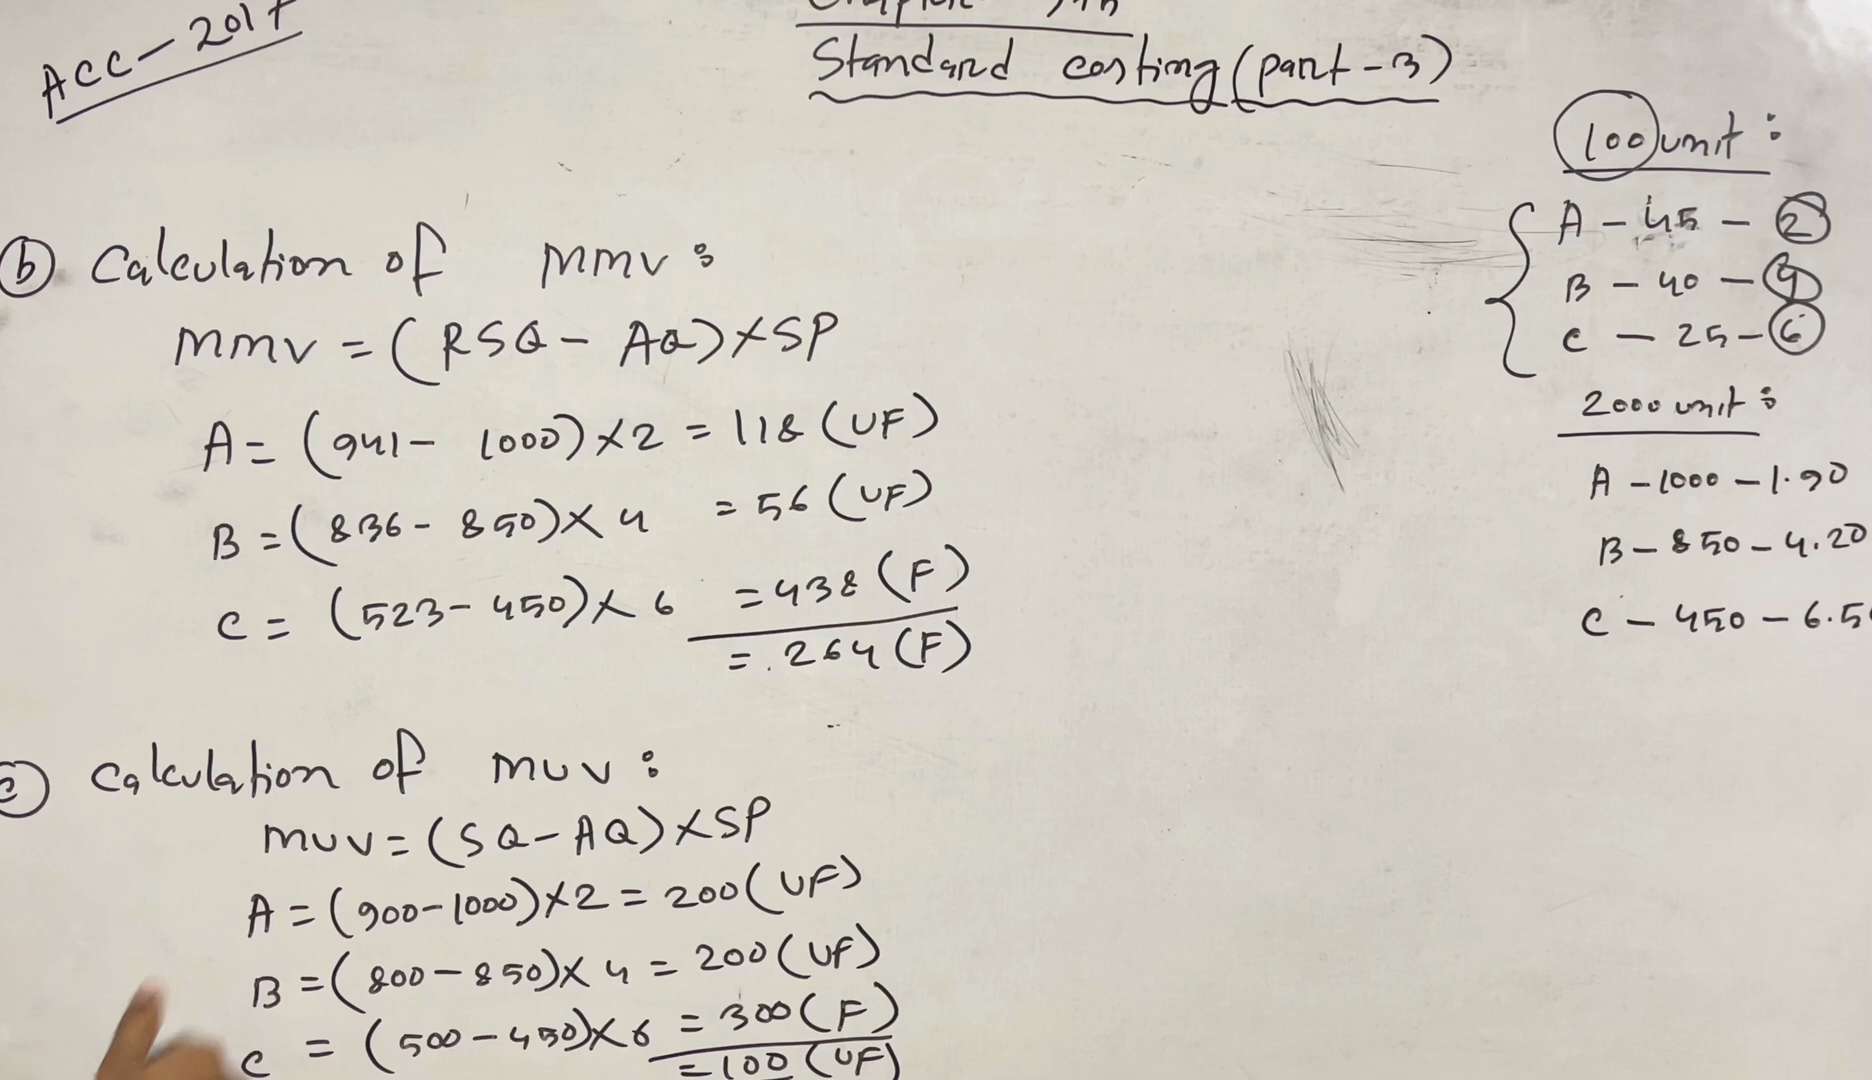 ACC-2017
Standard costing (part-3)
100 unit :
A - 45 - 2
B - 40 - 4
C - 25 - 6
2000 unit :
A - 1000 - 1.90
B - 850 - 4.20
C - 450 - 6.5
b Calculation of MMV :
MMV = (RSQ - AQ) × SP
A = (941 - 1000) × 2 = 118 (UF)
B = (836 - 850) × 4 = 56 (UF)
C = (523 - 450) × 6 = 438 (F)
= 264 (F)
c Calculation of MUV :
MUV = (SQ - AQ) × SP
A = (900 - 1000) × 2 = 200 (UF)
B = (800 - 850) × 4 = 200 (UF)
C = (500 - 450) × 6 = 300 (F)
= 100 (UF)